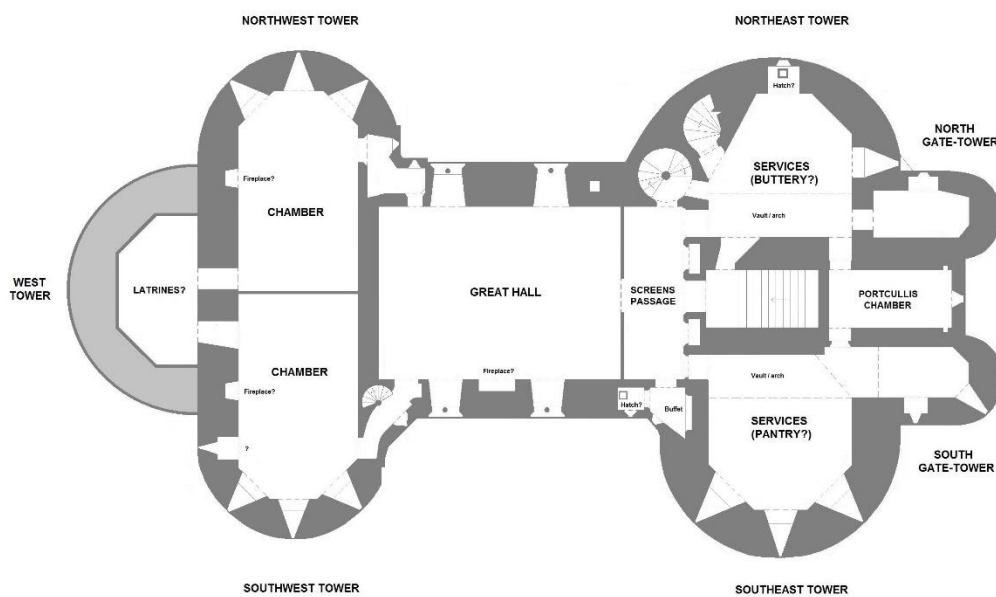 NORTHWEST TOWER
NORTHEAST TOWER
Hatch?
NORTH
GATE-TOWER
SERVICES
(BUTTERY?)
Fireplace?
CHAMBER
Vault / arch
WEST
TOWER
LATRINES?
GREAT HALL
SCREENS
PASSAGE
PORTCULLIS
CHAMBER
CHAMBER
Fireplace?
Vault / arch
Fireplace?
Hatch?
Buffet
SERVICES
(PANTRY?)
?
SOUTH
GATE-TOWER
SOUTHWEST TOWER
SOUTHEAST TOWER